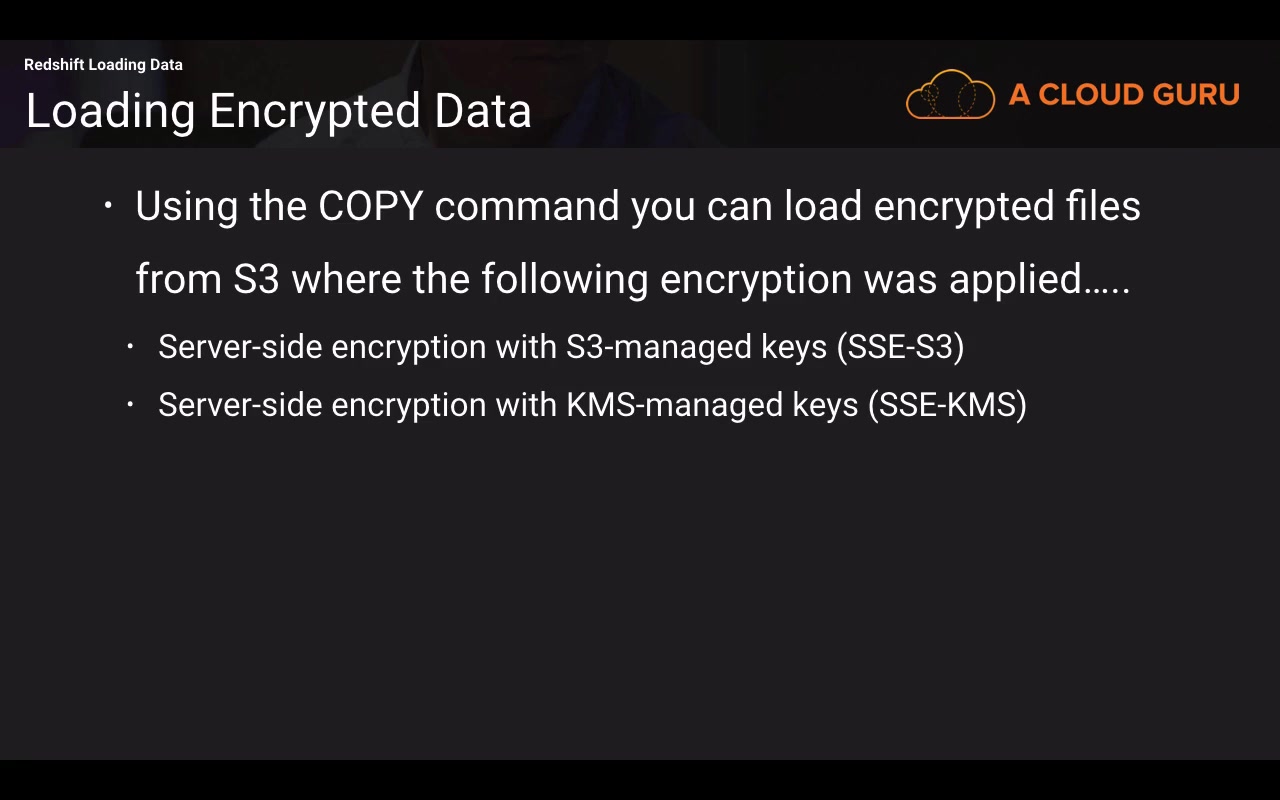 Redshift Loading Data
Loading Encrypted Data
A CLOUD GURU
• Using the COPY command you can load encrypted files
from S3 where the following encryption was applied…..
• Server-side encryption with S3-managed keys (SSE-S3)
• Server-side encryption with KMS-managed keys (SSE-KMS)